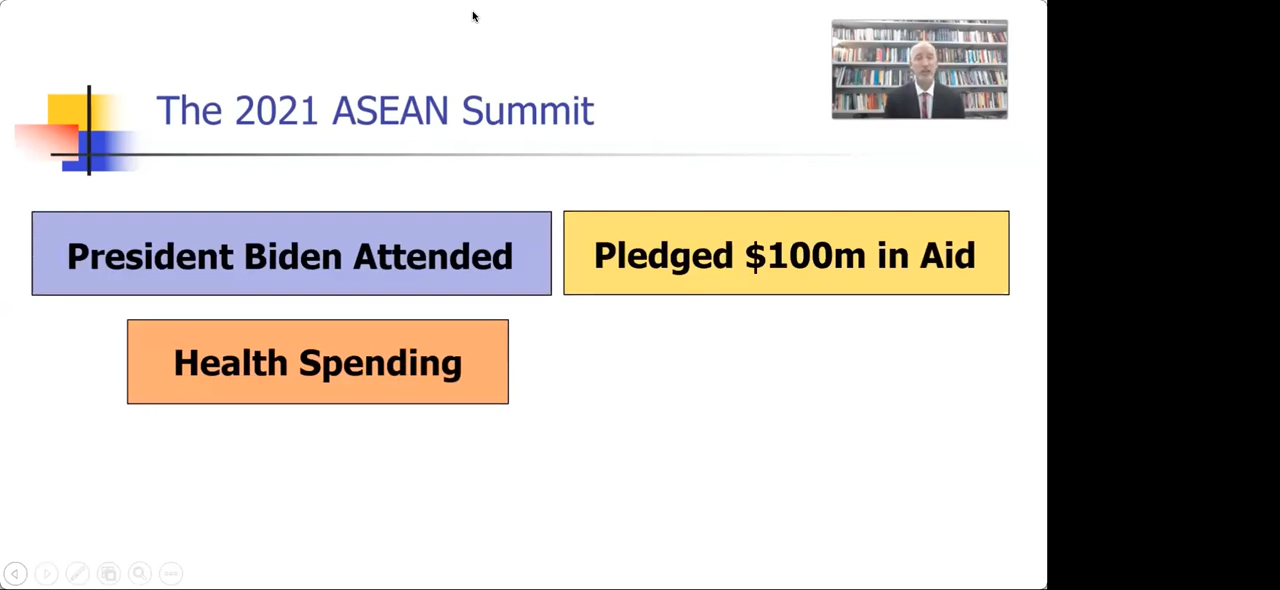 The 2021 ASEAN Summit
President Biden Attended
Pledged $100m in Aid
Health Spending